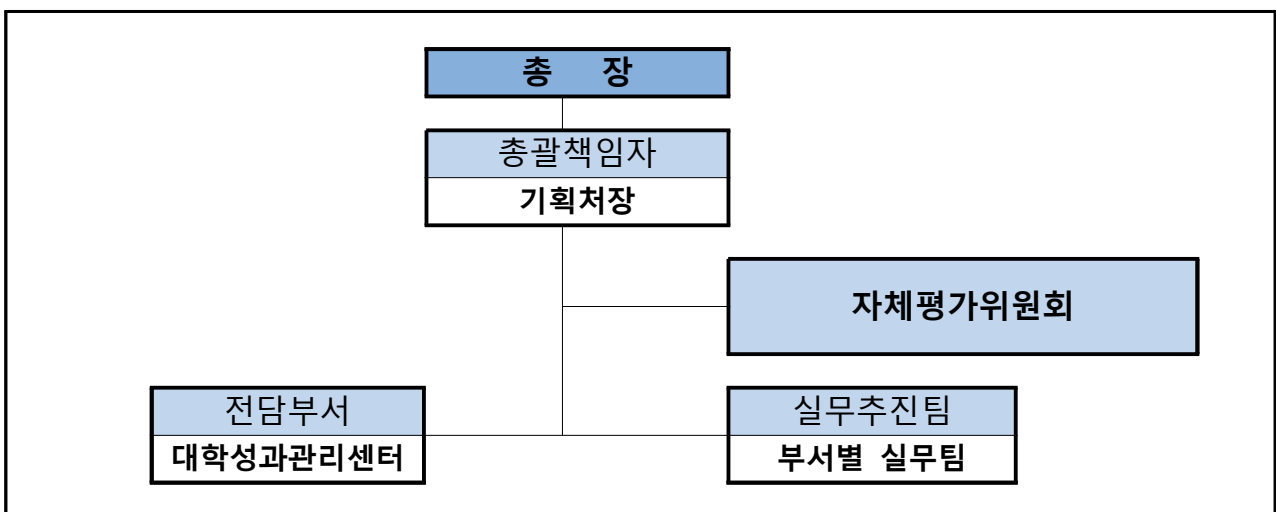 총 장
총괄책임자
기획처장
자체평가위원회
전담부서
대학성과관리센터
실무추진팀
부서별 실무팀